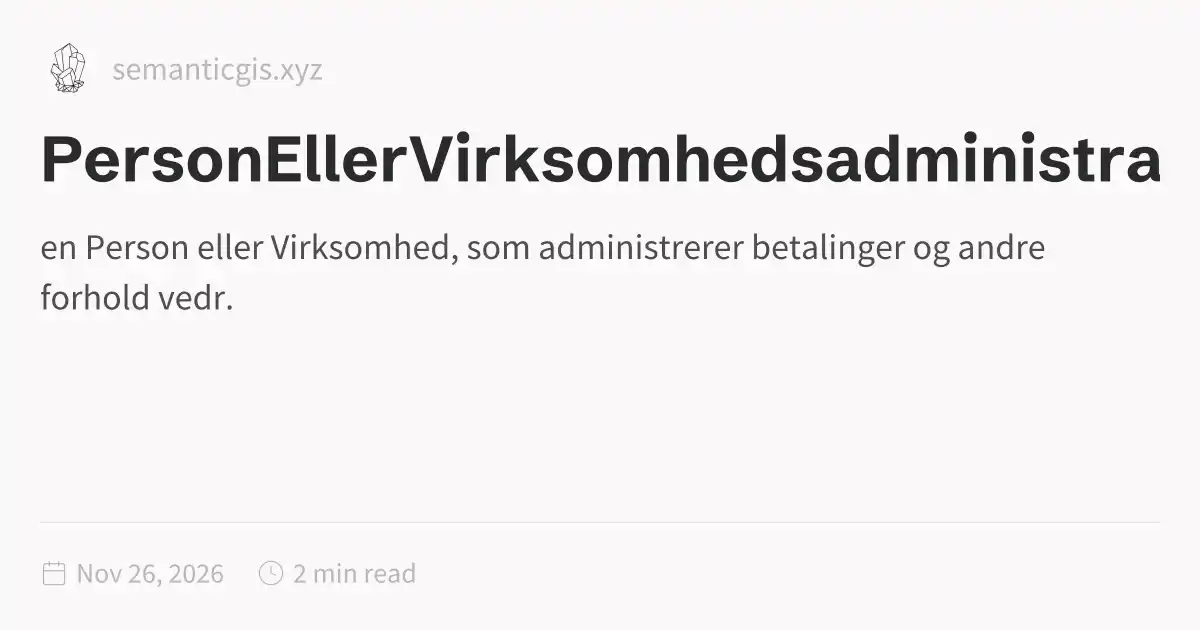 semanticgis.xyz
PersonEllerVirksomhedsadministra
en Person eller Virksomhed, som administrerer betalinger og andre
forhold vedr.
Nov 26, 2026 2 min read